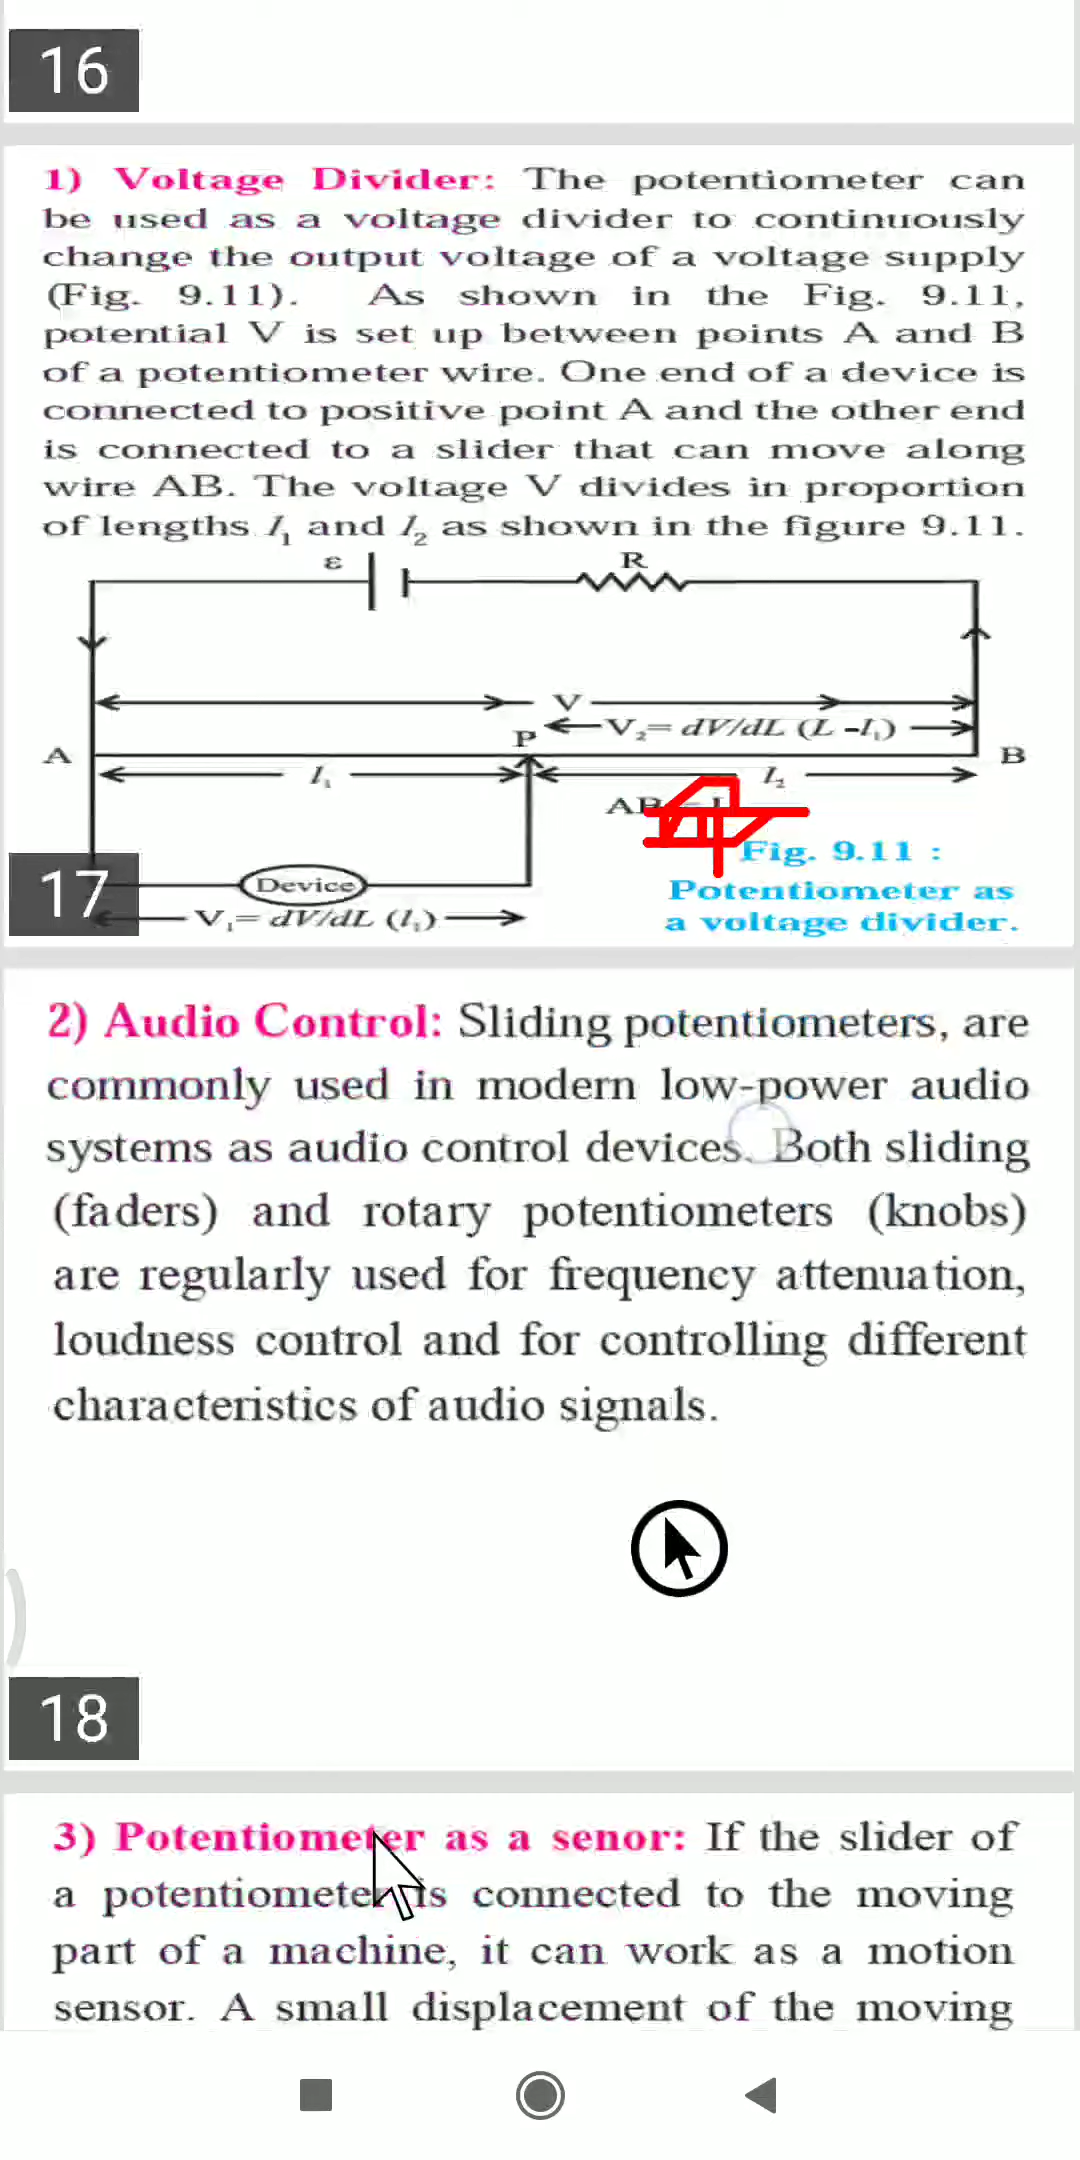 16
1) Voltage Divider: The potentiometer can
be used as a voltage divider to continuously
change the output voltage of a voltage supply
(Fig. 9.11). As shown in the Fig. 9.11,
potential V is set up between points A and B
of a potentiometer wire. One end of a device is
connected to positive point A and the other end
is connected to a slider that can move along
wire AB. The voltage V divides in proportion
of lengths l₁ and l₂ as shown in the figure 9.11.
ε R
V
P V₂= dV/dL (L -l₁)
A B
l₁ l₂
Fig. 9.11 :
17 Device Potentiometer as
V₁= dV/dL (l₁) a voltage divider.
2) Audio Control: Sliding potentiometers, are
commonly used in modern low-power audio
systems as audio control devices. Both sliding
(faders) and rotary potentiometers (knobs)
are regularly used for frequency attenuation,
loudness control and for controlling different
characteristics of audio signals.
18
3) Potentiometer as a senor: If the slider of
a potentiometer is connected to the moving
part of a machine, it can work as a motion
sensor. A small displacement of the moving